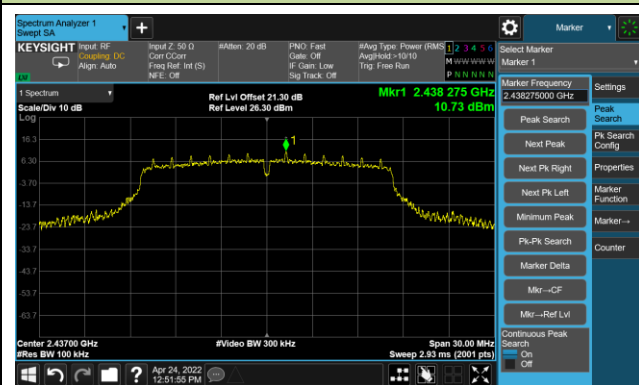 Spectrum Analyzer 1
Swept SA
+
Marker
KEYSIGHT
Input: RF
Coupling: DC
Align: Auto
Input Z: 50 Ω
Corr CCorr
Freq Ref: Int (S)
NFE: Off
#Atten: 20 dB
PNO: Fast
Gate: Off
IF Gain: Low
Sig Track: Off
#Avg Type: Power (RMS
Avg|Hold:>10/10
Trig: Free Run
1 2 3 4 5 6
M W W W W W
P N N N N N
LV
Select Marker
Marker 1
1 Spectrum
Scale/Div 10 dB
Log
Ref Lvl Offset 21.30 dB
Ref Level 26.30 dBm
Mkr1 2.438 275 GHz
10.73 dBm
Marker Frequency
2.438275000 GHz
Settings
Peak Search
Next Peak
Next Pk Right
Next Pk Left
Minimum Peak
Pk-Pk Search
Marker Delta
Mkr→CF
Mkr→Ref Lvl
Continuous Peak
Search
On
Off
Peak
Search
Pk Search
Config
Properties
Marker
Function
Marker→
Counter
1
16.3
6.30
-3.70
-13.7
-23.7
-33.7
-43.7
-53.7
-63.7
Center 2.43700 GHz
#Res BW 100 kHz
#Video BW 300 kHz
Span 30.00 MHz
Sweep 2.93 ms (2001 pts)
?
Apr 24, 2022
12:51:55 PM